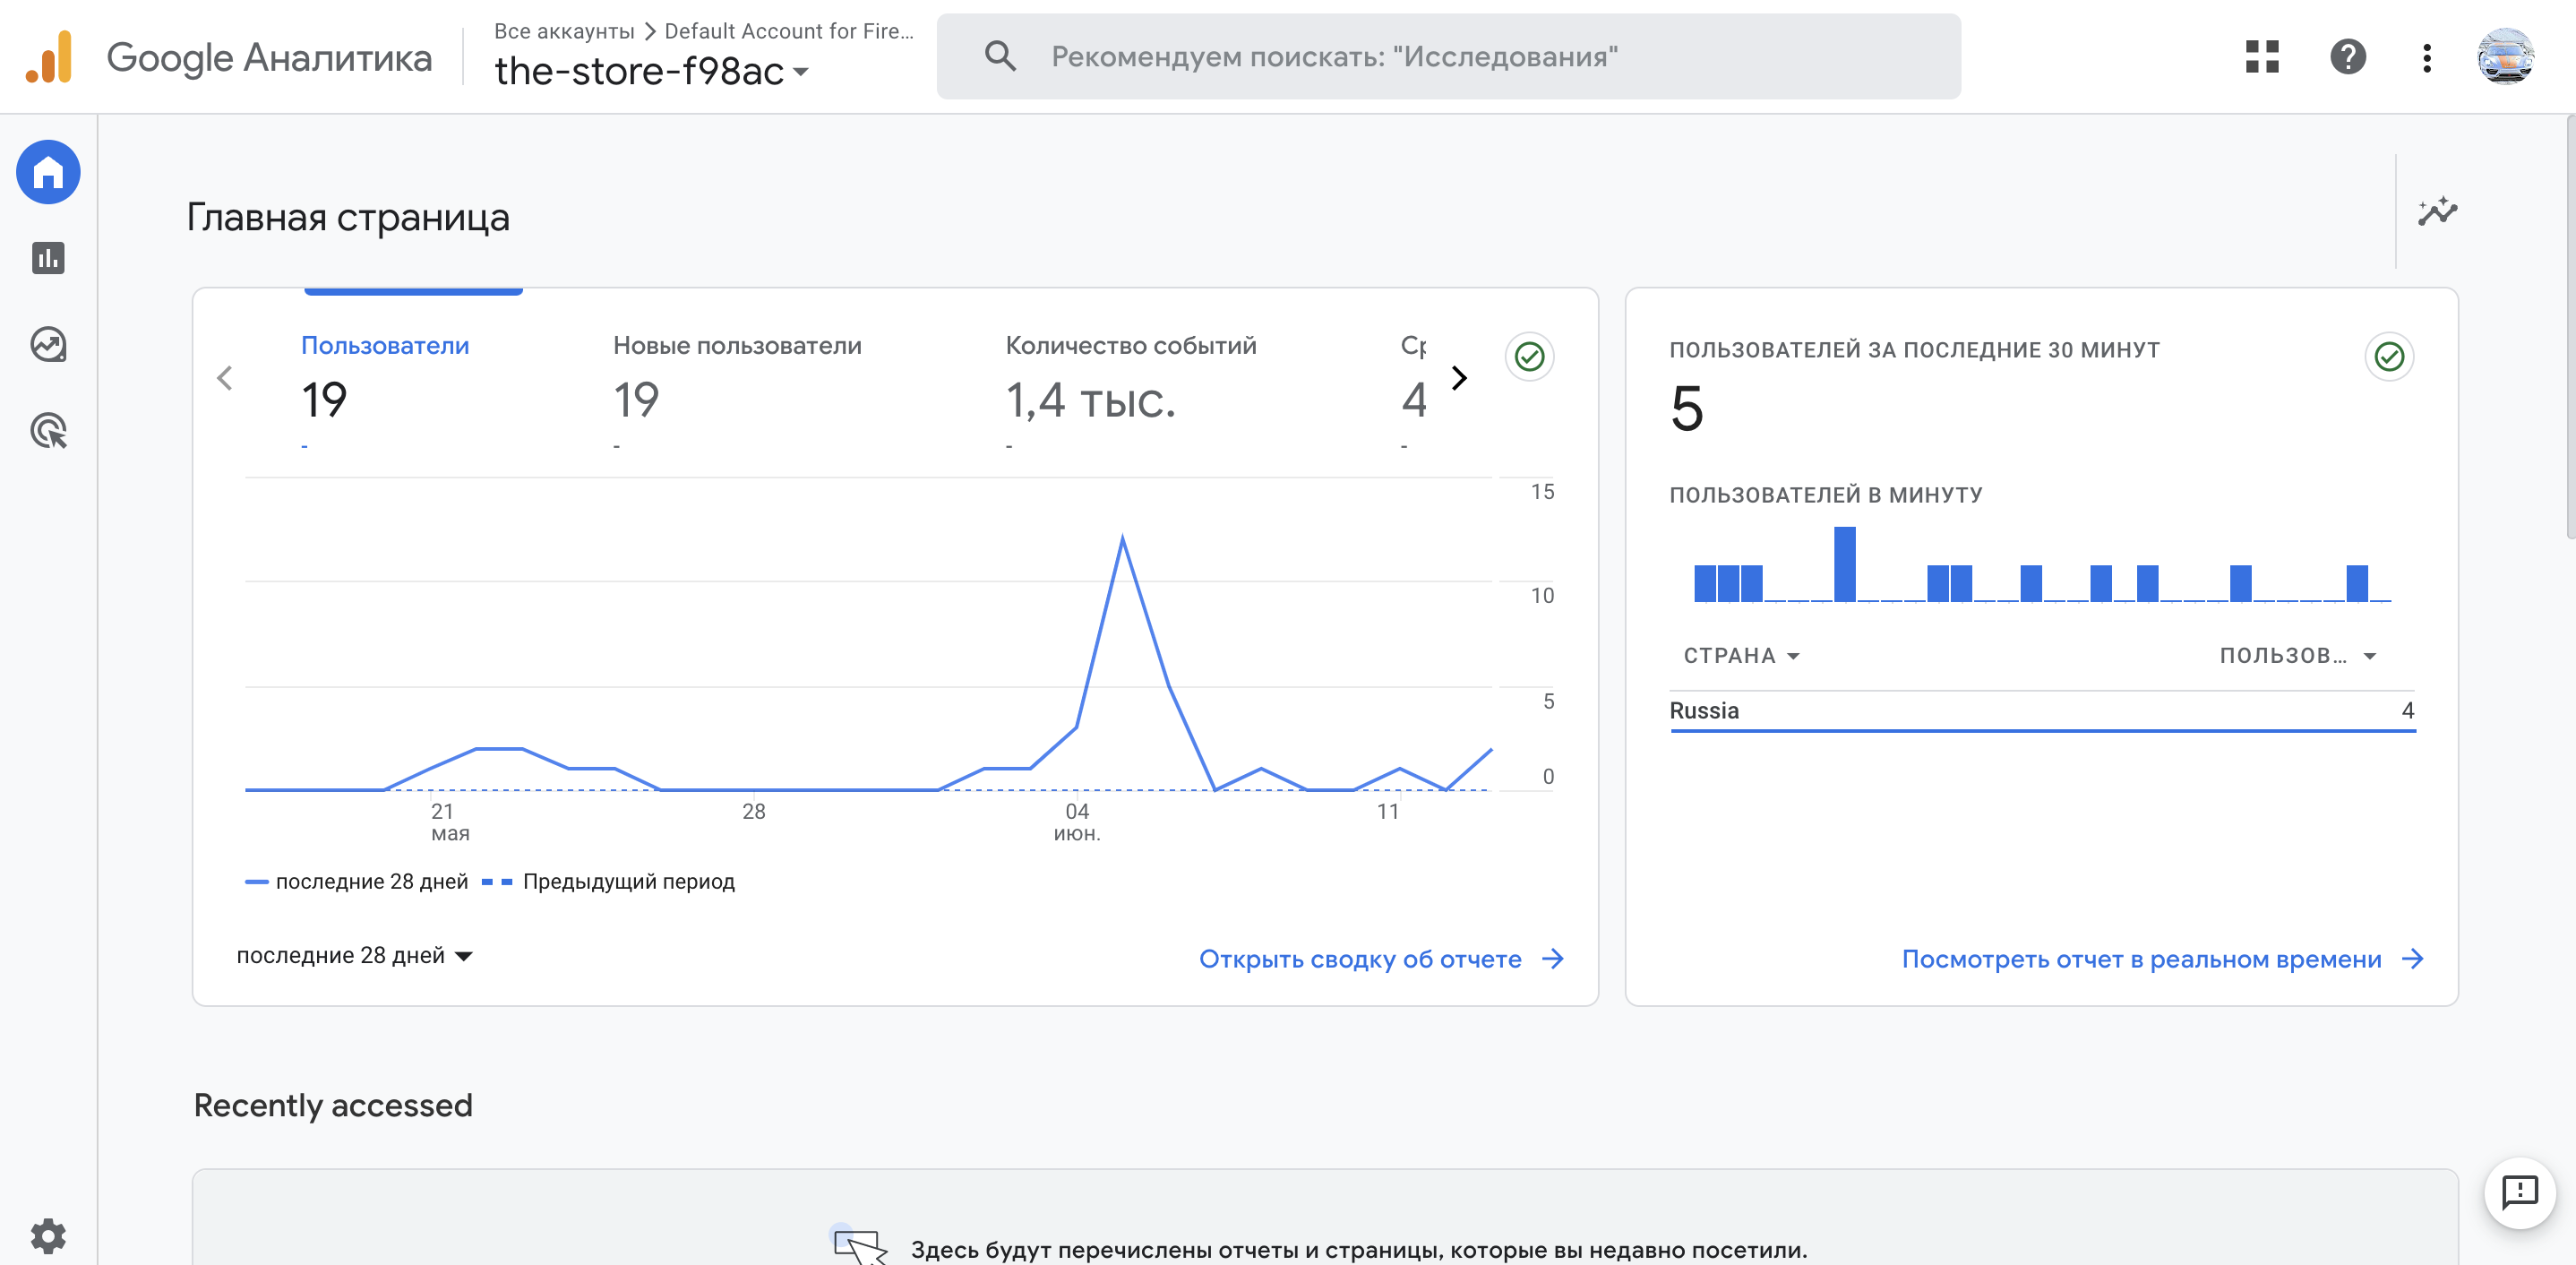 Google Аналитика
Все аккаунты > Default Account for Fire...
the-store-f98ac
Рекомендуем поискать: "Исследования"
Главная страница
Пользователи
19
-
Новые пользователи
19
-
Количество событий
1,4 тыс.
-
4
-
15
10
5
0
21
мая
28
04
июн.
11
последние 28 дней
Предыдущий период
последние 28 дней
Открыть сводку об отчете
ПОЛЬЗОВАТЕЛЕЙ ЗА ПОСЛЕДНИЕ 30 МИНУТ
5
ПОЛЬЗОВАТЕЛЕЙ В МИНУТУ
СТРАНА
ПОЛЬЗОВ...
Russia
4
Посмотреть отчет в реальном времени
Recently accessed
Здесь будут перечислены отчеты и страницы, которые вы недавно посетили.